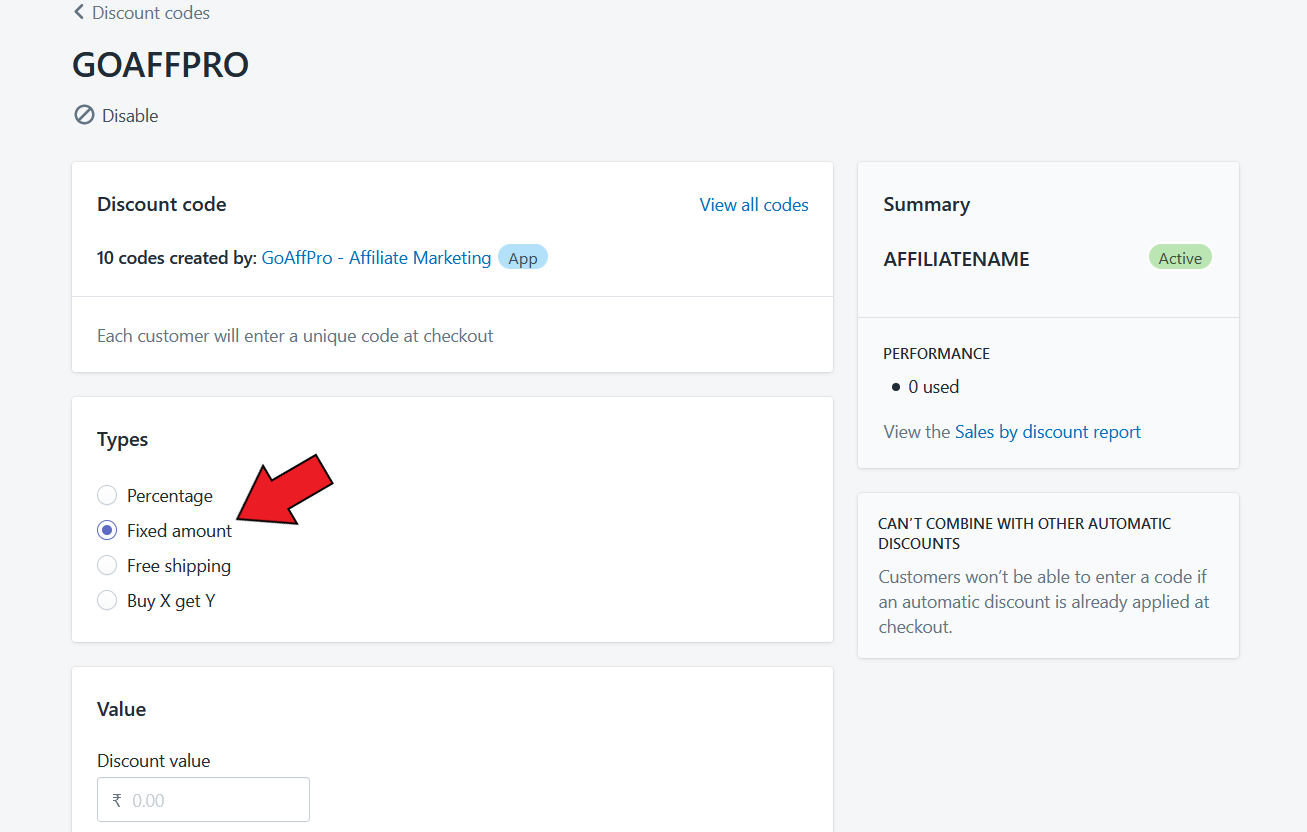 Discount codes
GOAFFPRO
Disable
Discount code
View all codes
10 codes created by: GoAffPro - Affiliate Marketing App
Each customer will enter a unique code at checkout
Types
Percentage
Fixed amount
Free shipping
Buy X get Y
Value
Discount value
₹ 0.00
Summary
AFFILIATENAME Active
PERFORMANCE
• 0 used
View the Sales by discount report
CAN’T COMBINE WITH OTHER AUTOMATIC
DISCOUNTS
Customers won’t be able to enter a code if
an automatic discount is already applied at
checkout.